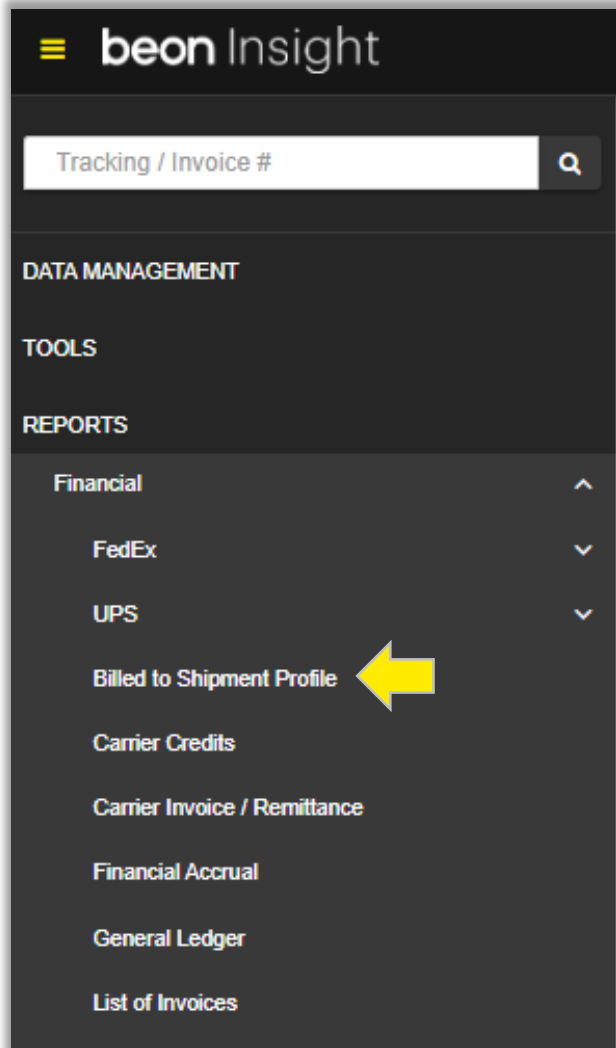 beon Insight
Tracking / Invoice #
DATA MANAGEMENT
TOOLS
REPORTS
Financial
FedEx
UPS
Billed to Shipment Profile
Carrier Credits
Carrier Invoice / Remittance
Financial Accrual
General Ledger
List of Invoices